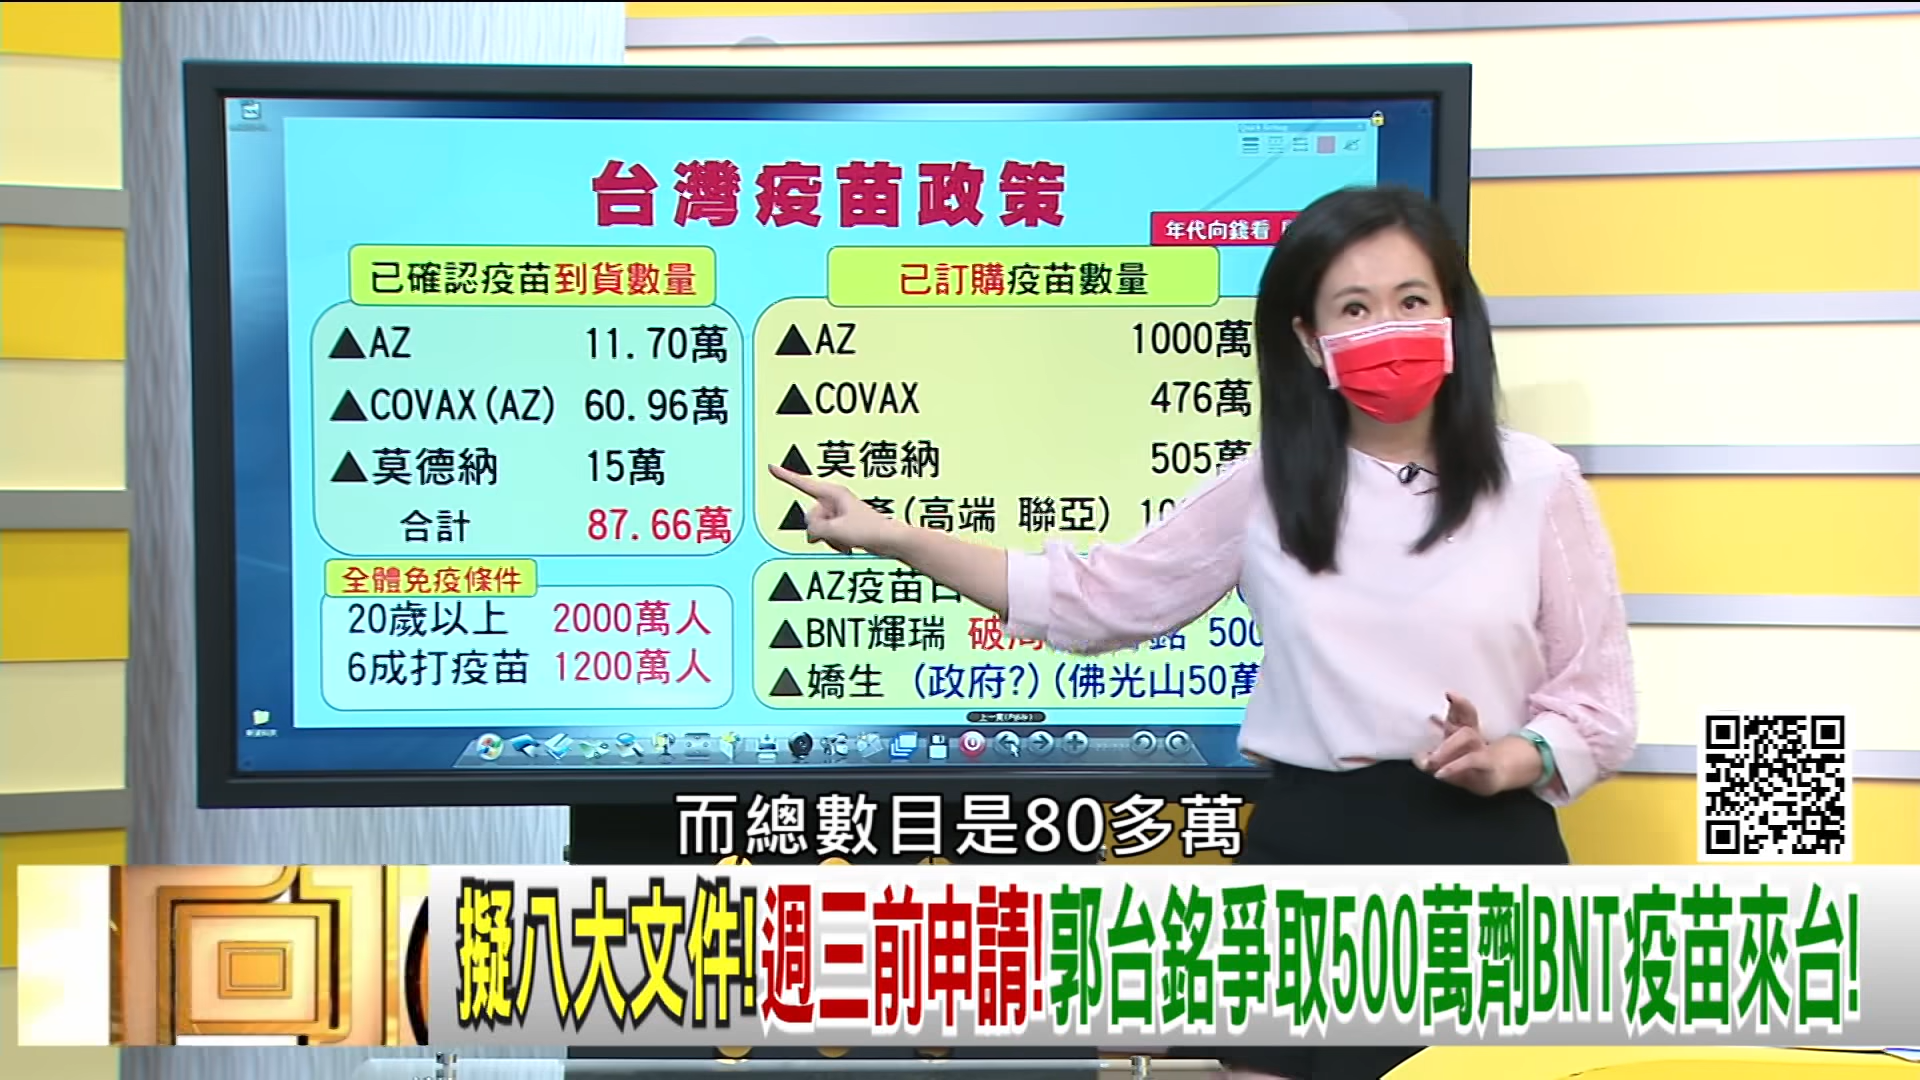 台灣疫苗政策
年代向錢看
已確認疫苗到貨數量
▲AZ 11.70萬
▲COVAX(AZ) 60.96萬
▲莫德納 15萬
合計 87.66萬
全體免疫條件
20歲以上 2000萬人
6成打疫苗 1200萬人
已訂購疫苗數量
▲AZ 1000萬
▲COVAX 476萬
▲莫德納 505萬
(高端 聯亞)
▲AZ疫苗
▲BNT輝瑞 破局 500
▲嬌生 (政府?)(佛光山50萬
而總數目是80多萬
擬八大文件!週三前申請!郭台銘爭取500萬劑BNT疫苗來台!